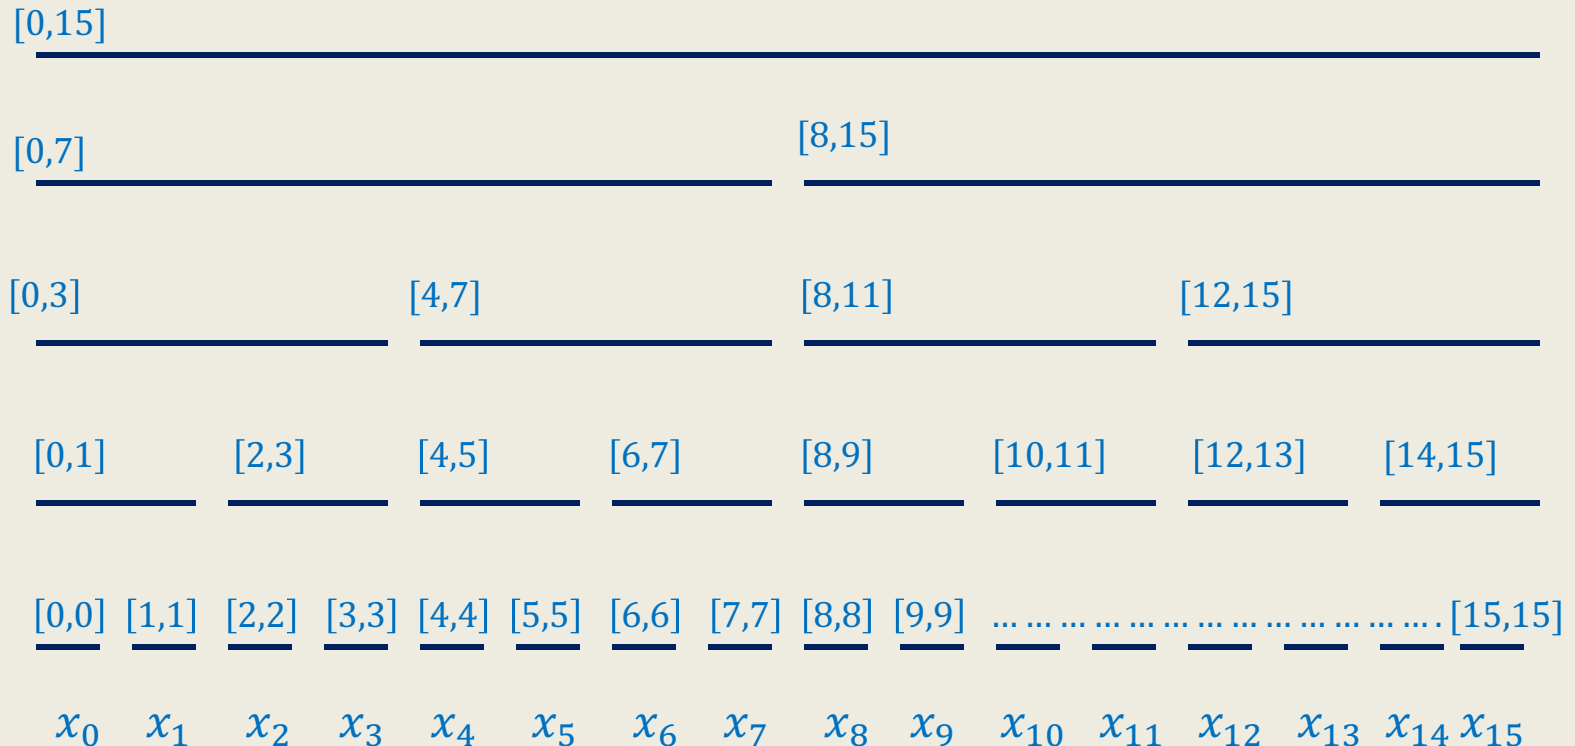 [0,15]
[0,7] [8,15]
[0,3] [4,7] [8,11] [12,15]
[0,1] [2,3] [4,5] [6,7] [8,9] [10,11] [12,13] [14,15]
[0,0] [1,1] [2,2] [3,3] [4,4] [5,5] [6,6] [7,7] [8,8] [9,9] … … … … … … … … … … … … … . [15,15]
x₀ x₁ x₂ x₃ x₄ x₅ x₆ x₇ x₈ x₉ x₁₀ x₁₁ x₁₂ x₁₃ x₁₄ x₁₅